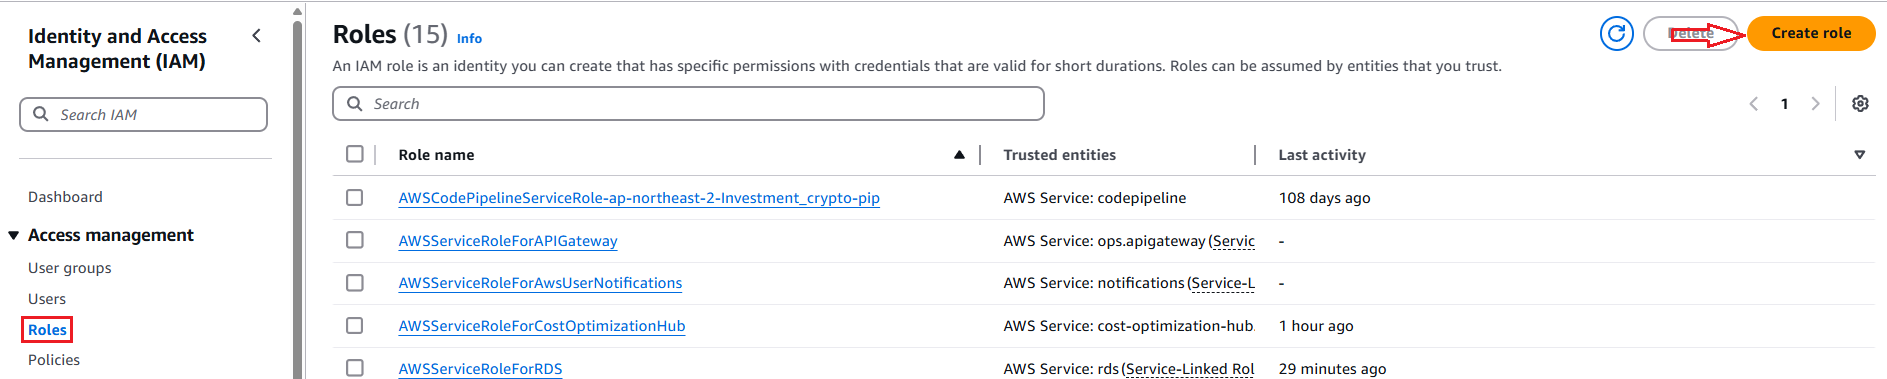 Identity and Access Management (IAM)
Search IAM
Dashboard
Access management
User groups
Users
Roles
Policies
Roles (15) Info
Delete
Create role
An IAM role is an identity you can create that has specific permissions with credentials that are valid for short durations. Roles can be assumed by entities that you trust.
Search
1
Role name Trusted entities Last activity
AWSCodePipelineServiceRole-ap-northeast-2-Investment_crypto-pip AWS Service: codepipeline 108 days ago
AWSServiceRoleForAPIGateway AWS Service: ops.apigateway (Servic -
AWSServiceRoleForAwsUserNotifications AWS Service: notifications (Service-L -
AWSServiceRoleForCostOptimizationHub AWS Service: cost-optimization-hub. 1 hour ago
AWSServiceRoleForRDS AWS Service: rds (Service-Linked Rol 29 minutes ago